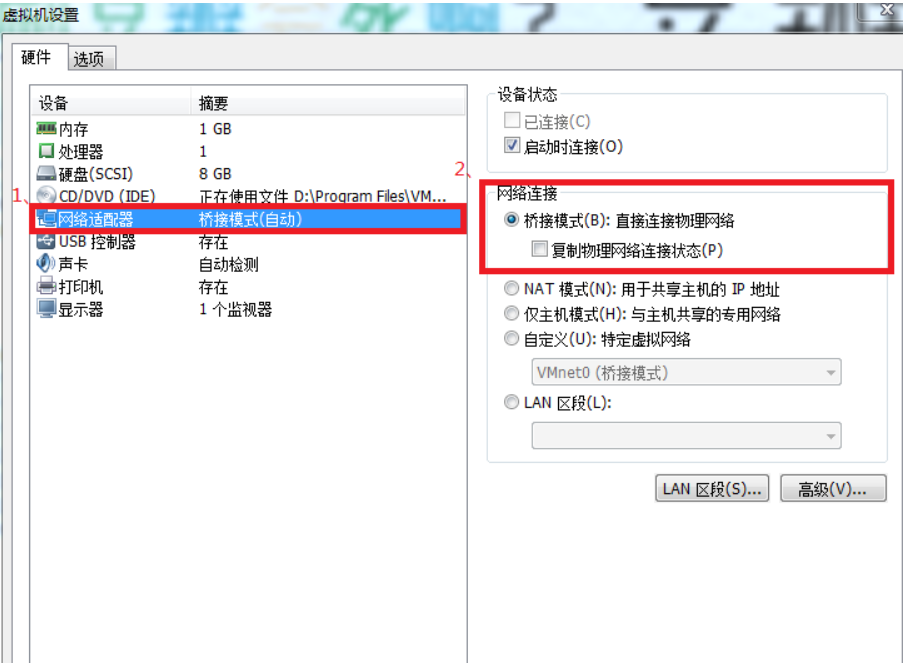 虚拟机设置
硬件 选项
设备 摘要
内存 1 GB
处理器 1
硬盘(SCSI) 8 GB
1、 CD/DVD (IDE) 正在使用文件 D:\Program Files\VM...
网络适配器 桥接模式(自动)
USB 控制器 存在
声卡 自动检测
打印机 存在
显示器 1 个监视器
设备状态
已连接(C)
启动时连接(O)
2、
网络连接
桥接模式(B): 直接连接物理网络
复制物理网络连接状态(P)
NAT 模式(N): 用于共享主机的 IP 地址
仅主机模式(H): 与主机共享的专用网络
自定义(U): 特定虚拟网络
VMnet0 (桥接模式)
LAN 区段(L):
LAN 区段(S)... 高级(V)...